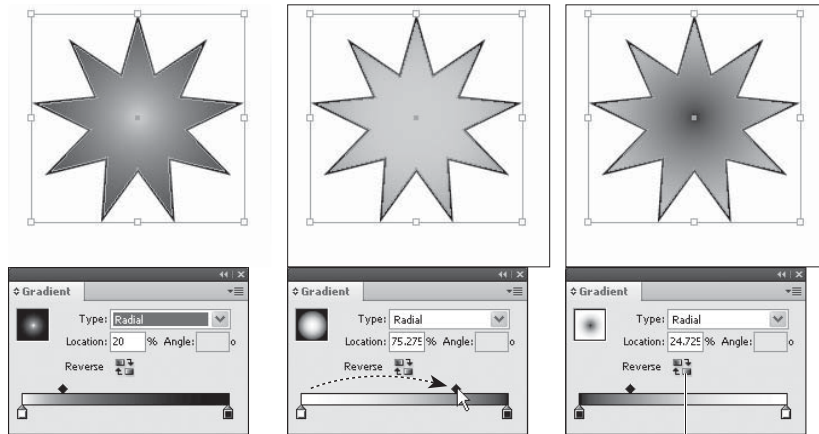 Gradient
Type: Radial
Location: 20 % Angle: o
Reverse
Gradient
Type: Radial
Location: 75.275 % Angle: o
Reverse
Gradient
Type: Radial
Location: 24.725 % Angle: o
Reverse